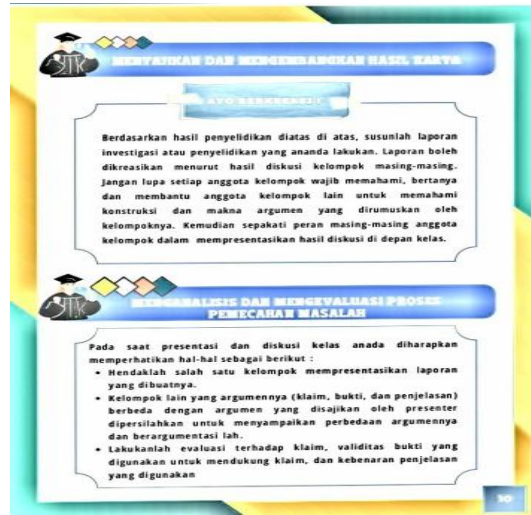 MENYAJIKAN DAN MENGEMBANGKAN HASIL KARYA
AYO BERKREASI !
Berdasarkan hasil penyelidikan diatas di atas, susunlah laporan
investigasi atau penyelidikan yang ananda lakukan. Laporan boleh
dikreasikan menurut hasil diskusi kelompok masing-masing.
Jangan lupa setiap anggota kelompok wajib memahami, bertanya
dan membantu anggota kelompok lain untuk memahami
konstruksi dan makna argumen yang dirumuskan oleh
kelompoknya. Kemudian sepakati peran masing-masing anggota
kelompok dalam mempresentasikan hasil diskusi di depan kelas.
MENGANALISIS DAN MENGEVALUASI PROSES
PEMECAHAN MASALAH
Pada saat presentasi dan diskusi kelas anada diharapkan
memperhatikan hal-hal sebagai berikut :
• Hendaklah salah satu kelompok mempresentasikan laporan
yang dibuatnya.
• Kelompok lain yang argumennya (klaim, bukti, dan penjelasan)
berbeda dengan argumen yang disajikan oleh presenter
dipersilahkan untuk menyampaikan perbedaan argumennya
dan berargumentasi lah.
• Lakukanlah evaluasi terhadap klaim, validitas bukti yang
digunakan untuk mendukung klaim, dan kebenaran penjelasan
yang digunakan